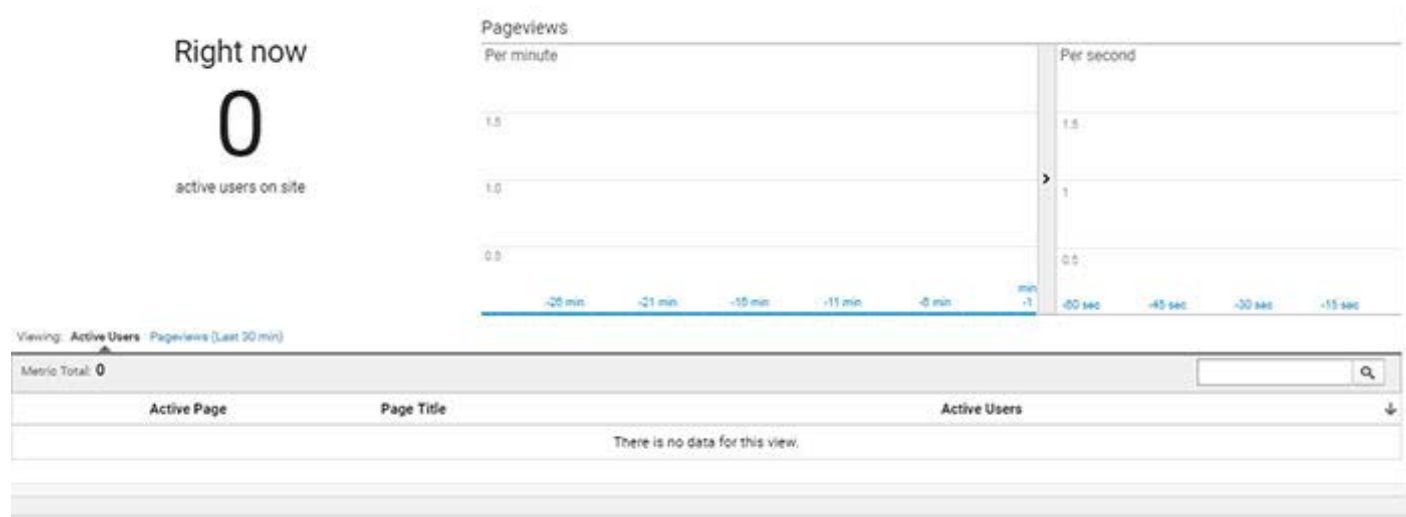 Pageviews
Right now
Per minute
Per second
0
1.5
1.5
active users on site
1.0
1
0.5
0.5
-26 min
-21 min
-16 min
-11 min
-6 min
min
-1
-60 sec
-45 sec
-30 sec
-15 sec
Viewing: Active Users Pageviews (Last 30 min)
Metric Total: 0
Active Page
Page Title
Active Users
There is no data for this view.